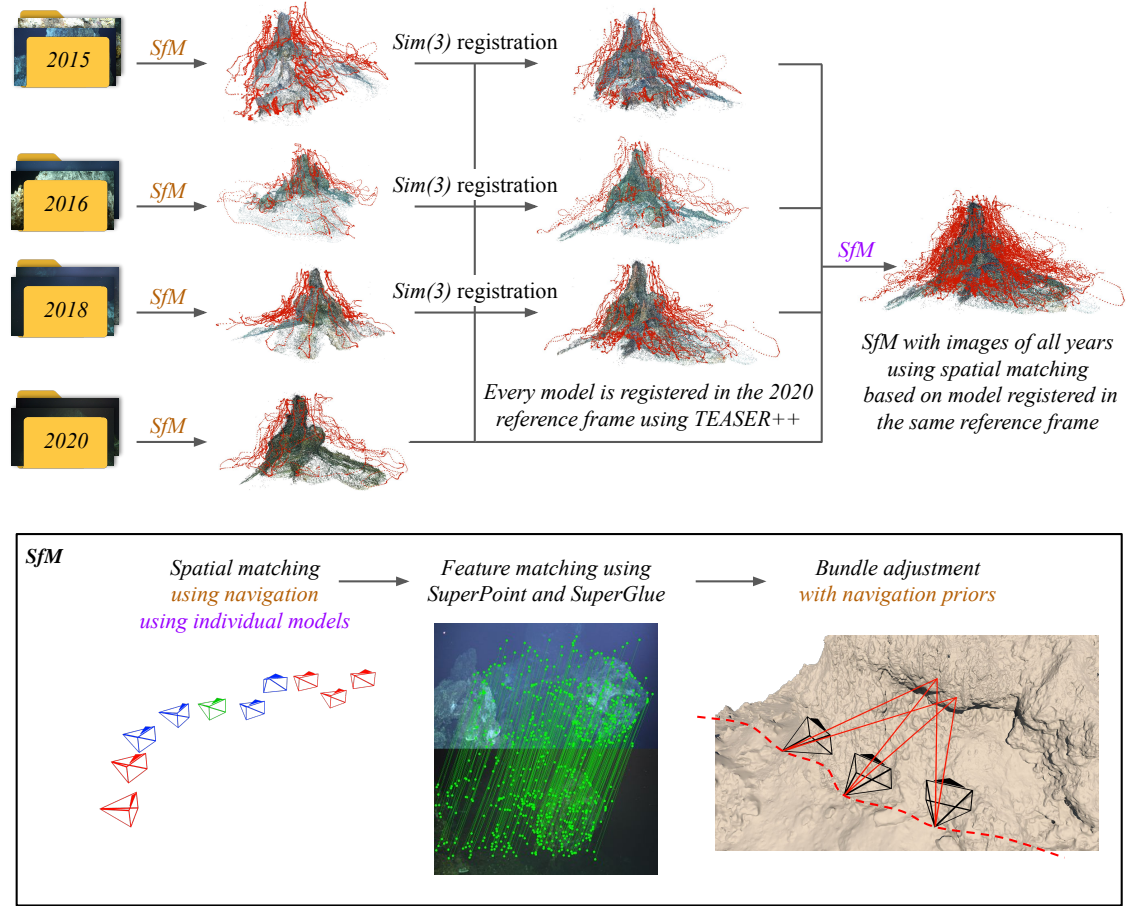 2015
SfM
Sim(3) registration
2016
SfM
Sim(3) registration
SfM
2018
SfM
Sim(3) registration
SfM with images of all years
using spatial matching
based on model registered in
the same reference frame
Every model is registered in the 2020
reference frame using TEASER++
2020
SfM
SfM
Spatial matching
using navigation
using individual models
Feature matching using
SuperPoint and SuperGlue
Bundle adjustment
with navigation priors